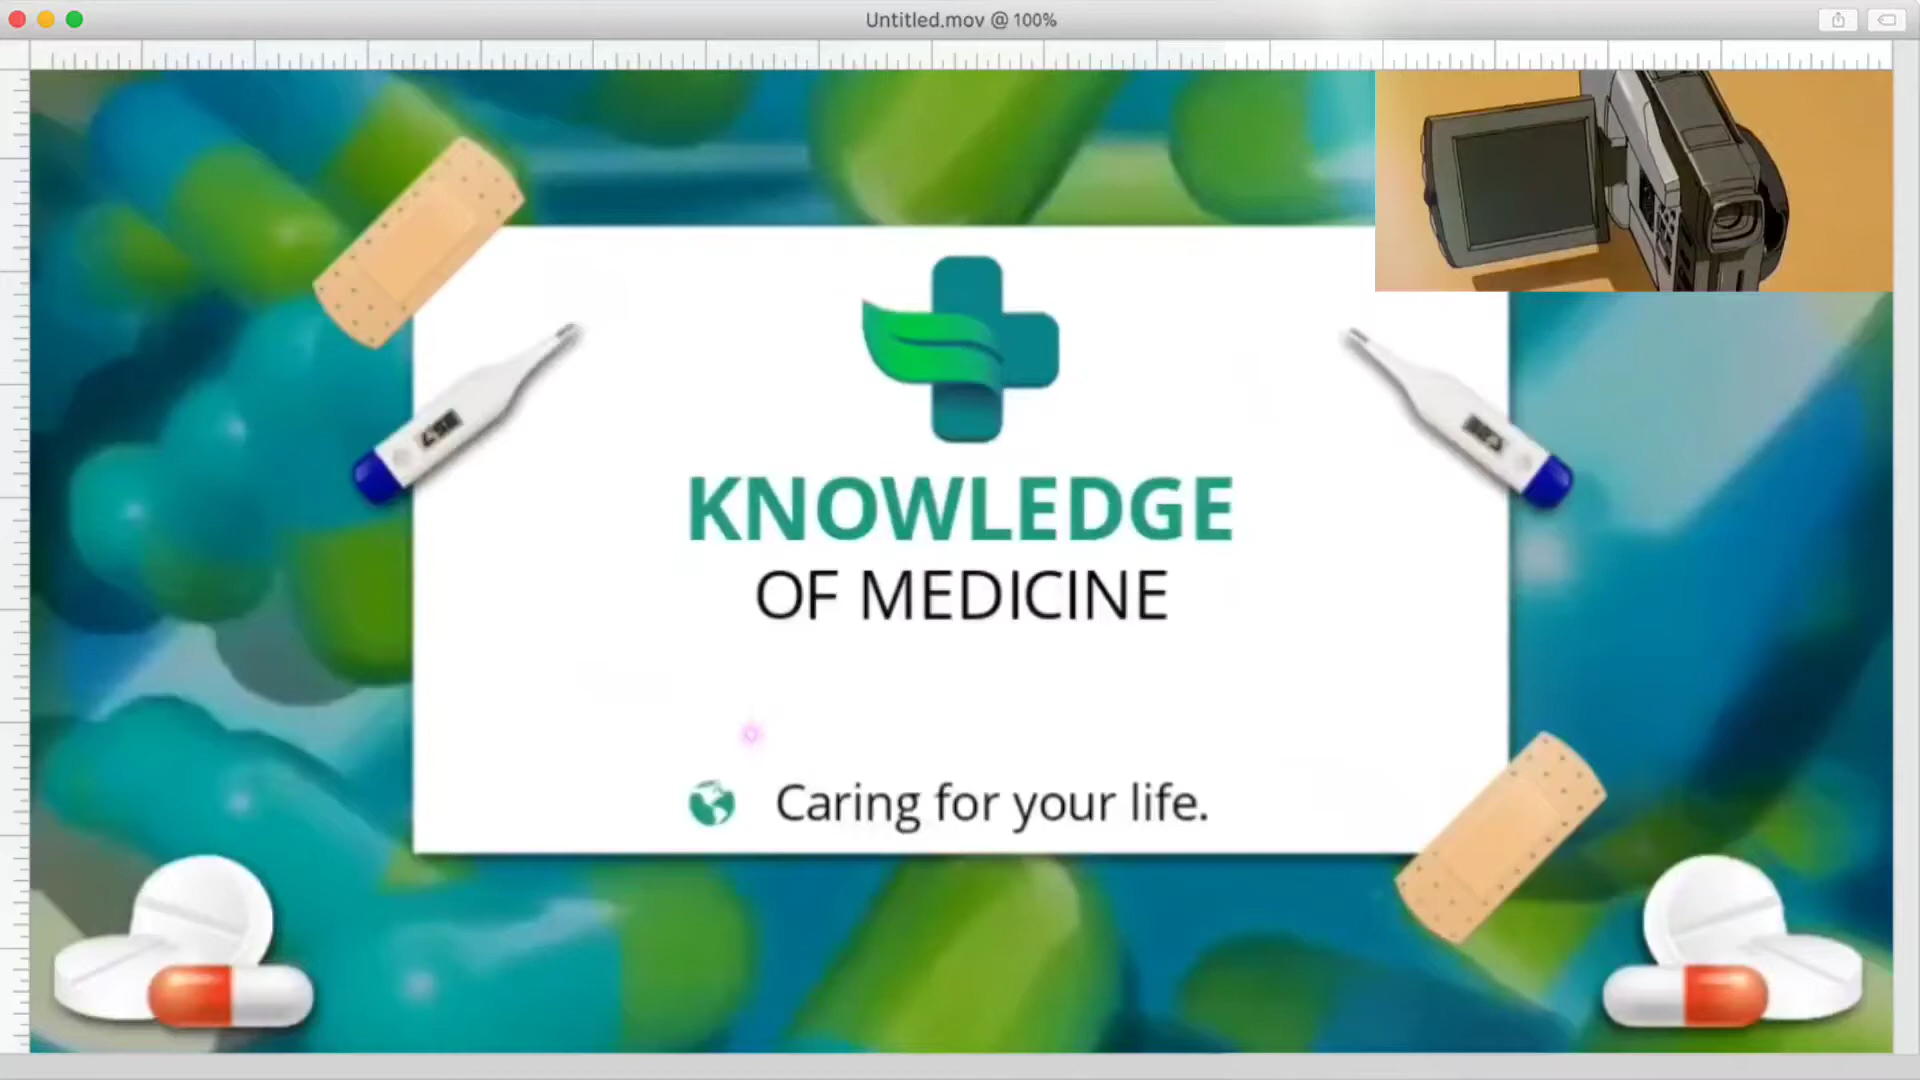 Untitled.mov @ 100%
KNOWLEDGE
OF MEDICINE
Caring for your life.